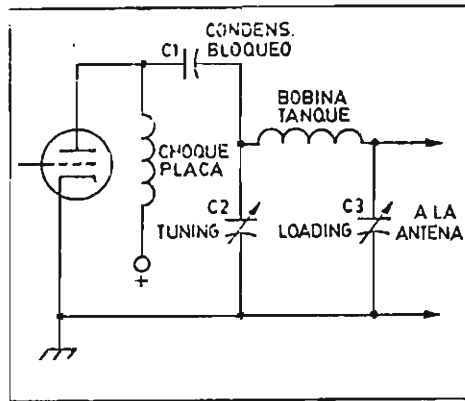 CONDENS.
C1 BLOQUEO
BOBINA
TANQUE
CHOQUE
PLACA
C2
TUNING
C3
LOADING
A LA
ANTENA
+